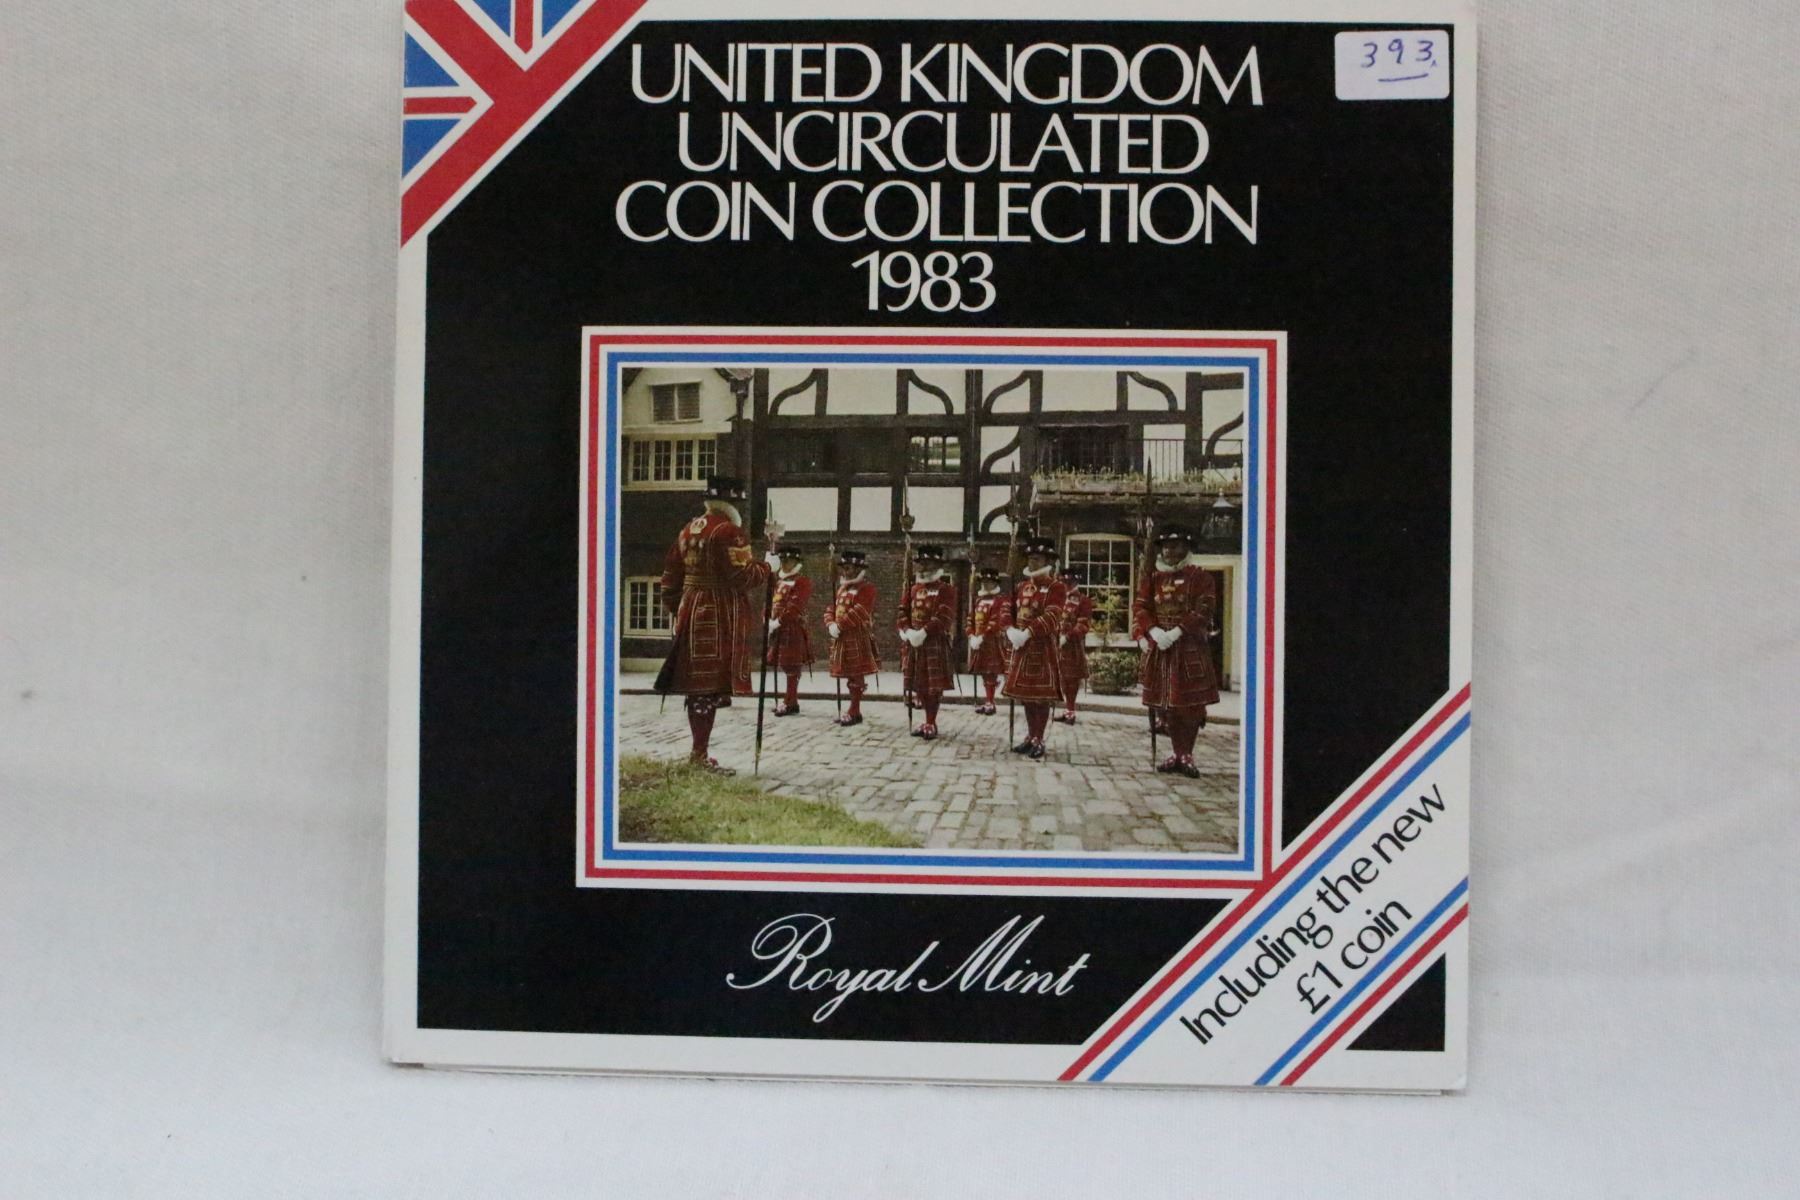 UNITED KINGDOM
UNCIRCULATED
COIN COLLECTION
1983
393
Royal Mint
Including the new
£1 coin